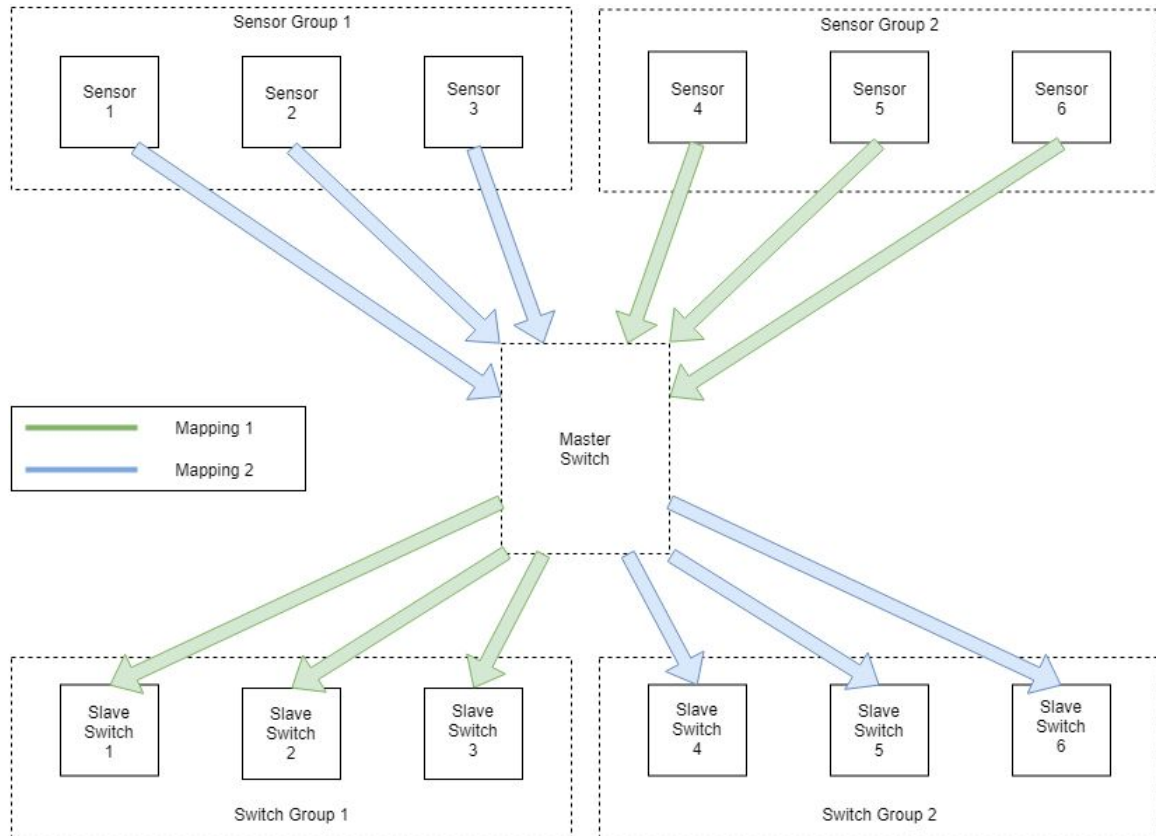 Sensor Group 1
Sensor
1
Sensor
2
Sensor
3
Sensor Group 2
Sensor
4
Sensor
5
Sensor
6
Master
Switch
Mapping 1
Mapping 2
Slave
Switch
1
Slave
Switch
2
Slave
Switch
3
Switch Group 1
Slave
Switch
4
Slave
Switch
5
Slave
Switch
6
Switch Group 2